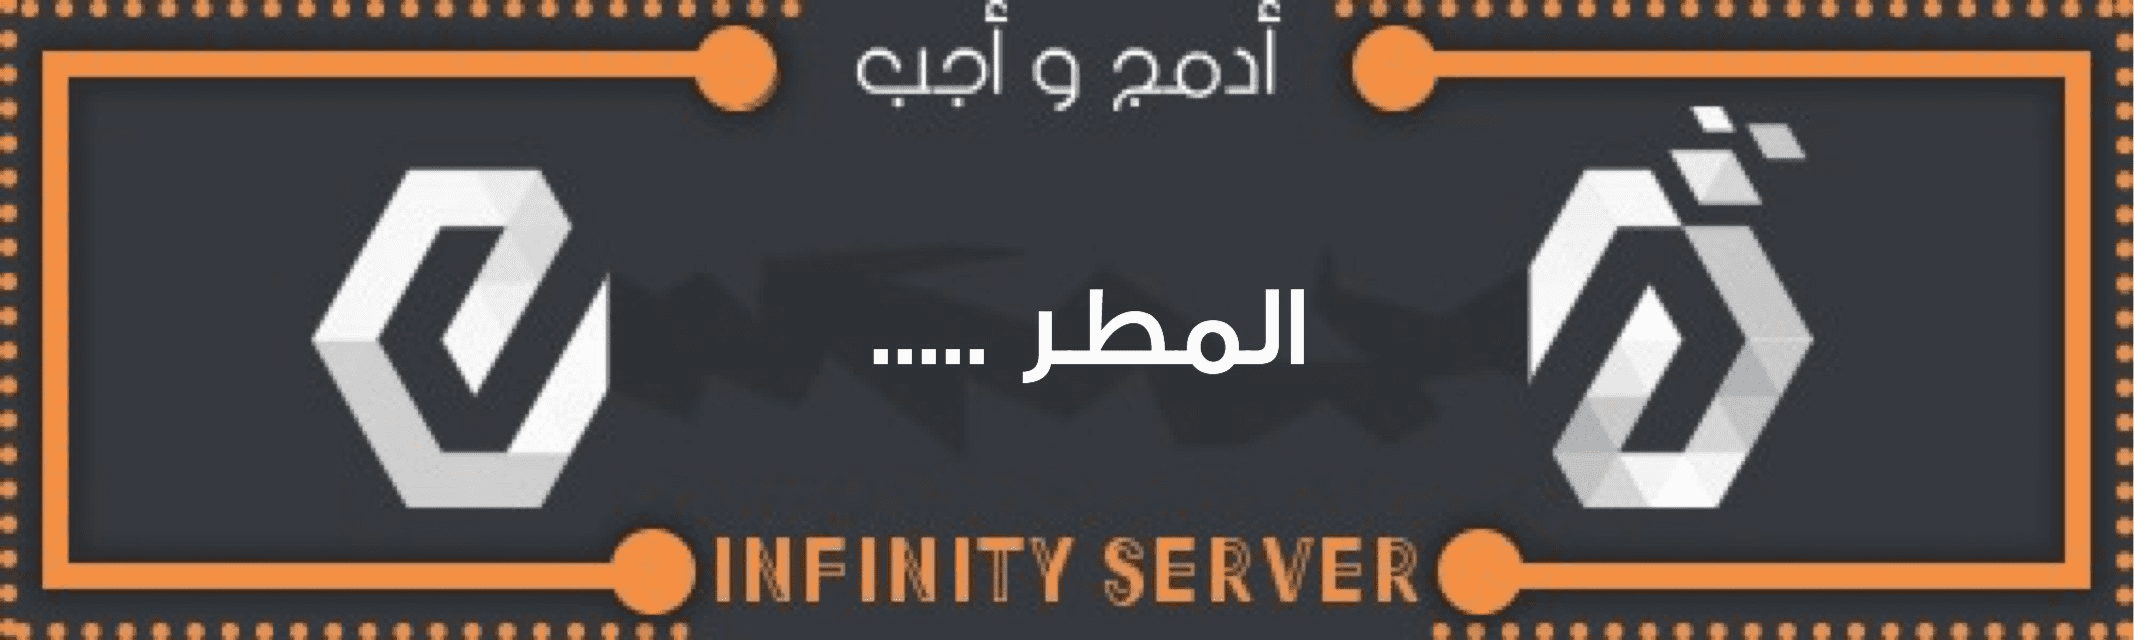 أدمج و أجب
المطر .....
INFINITY SERVER